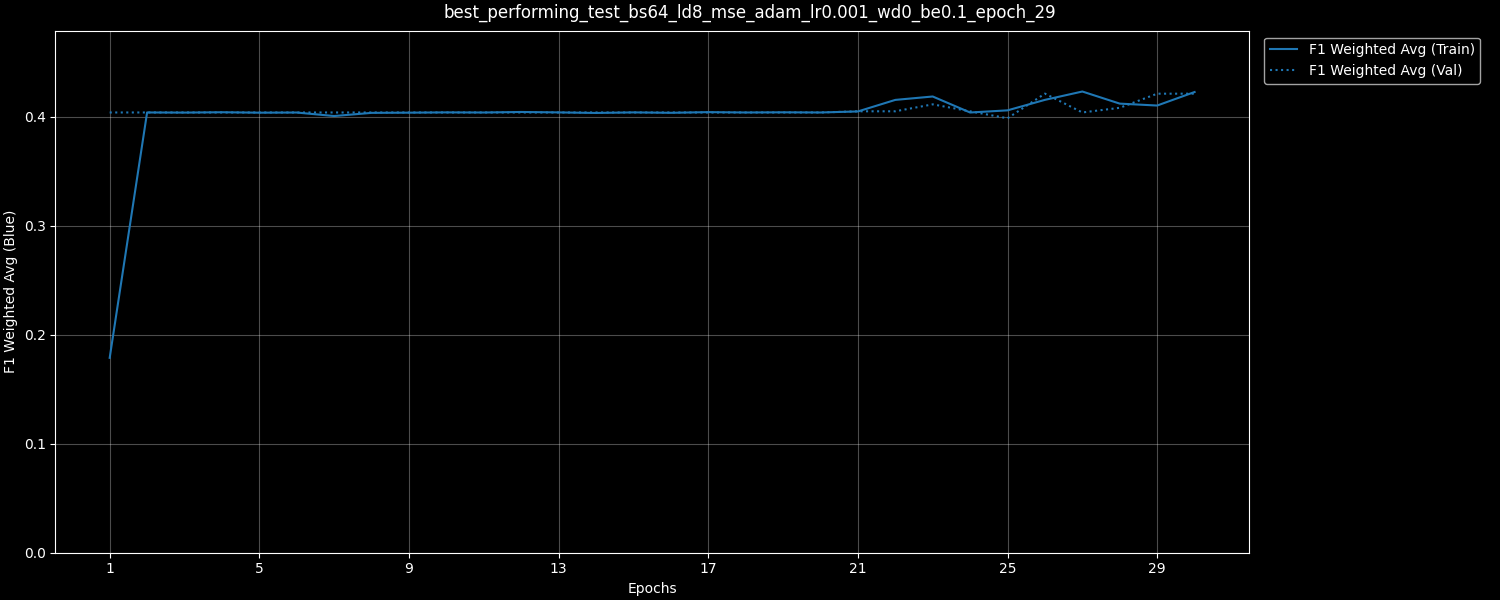 best_performing_test_bs64_ld8_mse_adam_lr0.001_wd0_be0.1_epoch_29
F1 Weighted Avg (Train)
F1 Weighted Avg (Val)
F1 Weighted Avg (Blue)
0.4
0.3
0.2
0.1
0.0
1 5 9 13 17 21 25 29
Epochs